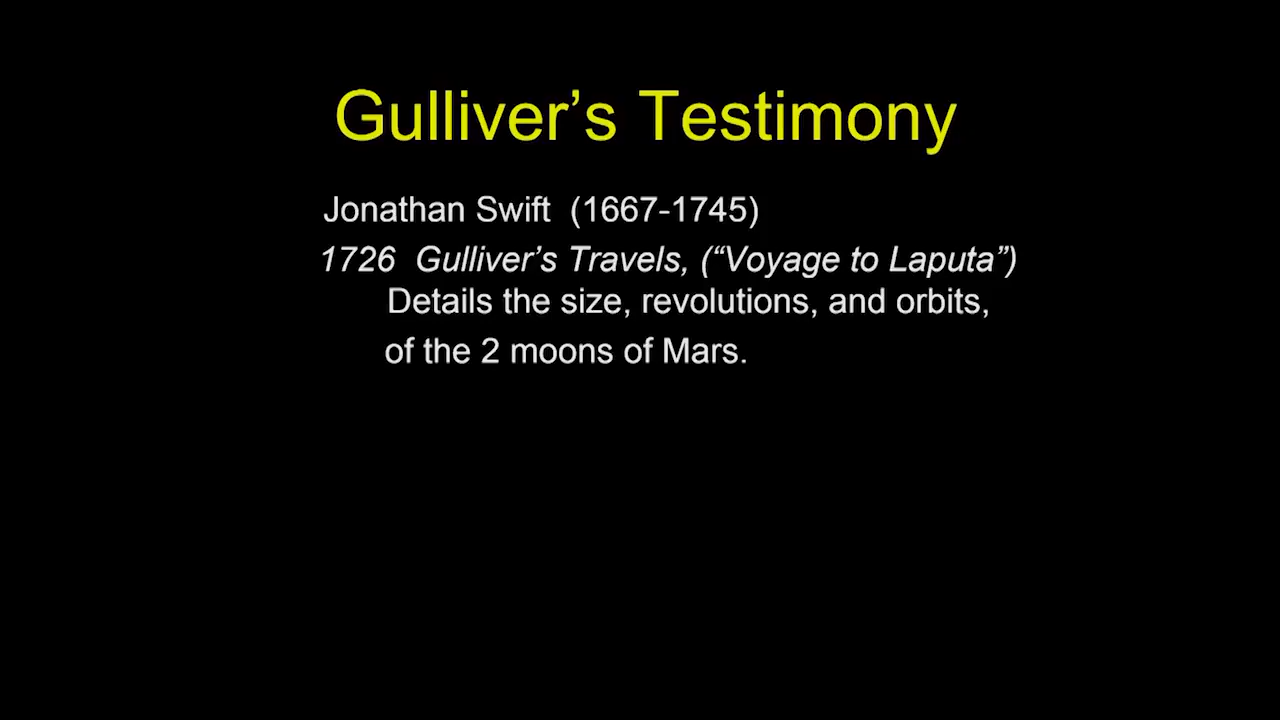 Gulliver’s Testimony
Jonathan Swift (1667-1745)
1726 Gulliver’s Travels, (“Voyage to Laputa”)
Details the size, revolutions, and orbits,
of the 2 moons of Mars.